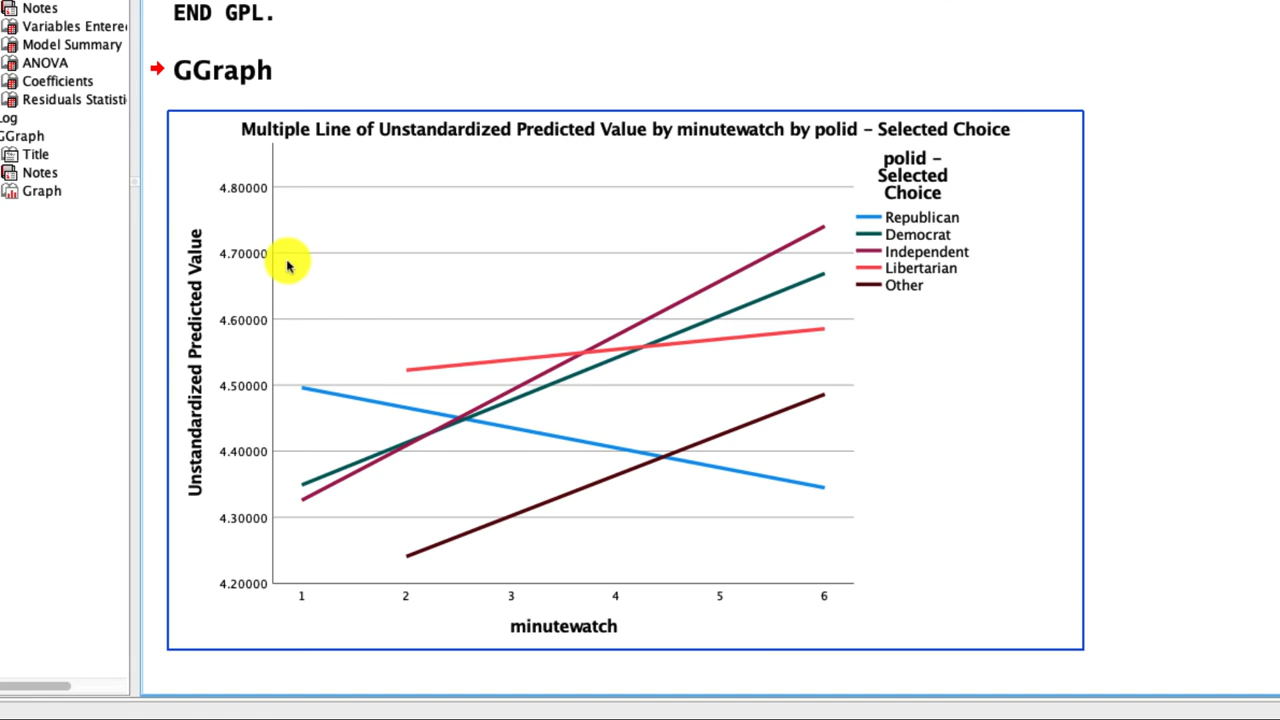 Notes
Variables Entere
Model Summary
ANOVA
Coefficients
Residuals Statisti
og
GGraph
Title
Notes
Graph
END GPL.
GGraph
Multiple Line of Unstandardized Predicted Value by minutewatch by polid – Selected Choice
polid –
Selected
Choice
Republican
Democrat
Independent
Libertarian
Other
Unstandardized Predicted Value
4.80000
4.70000
4.60000
4.50000
4.40000
4.30000
4.20000
1 2 3 4 5 6
minutewatch